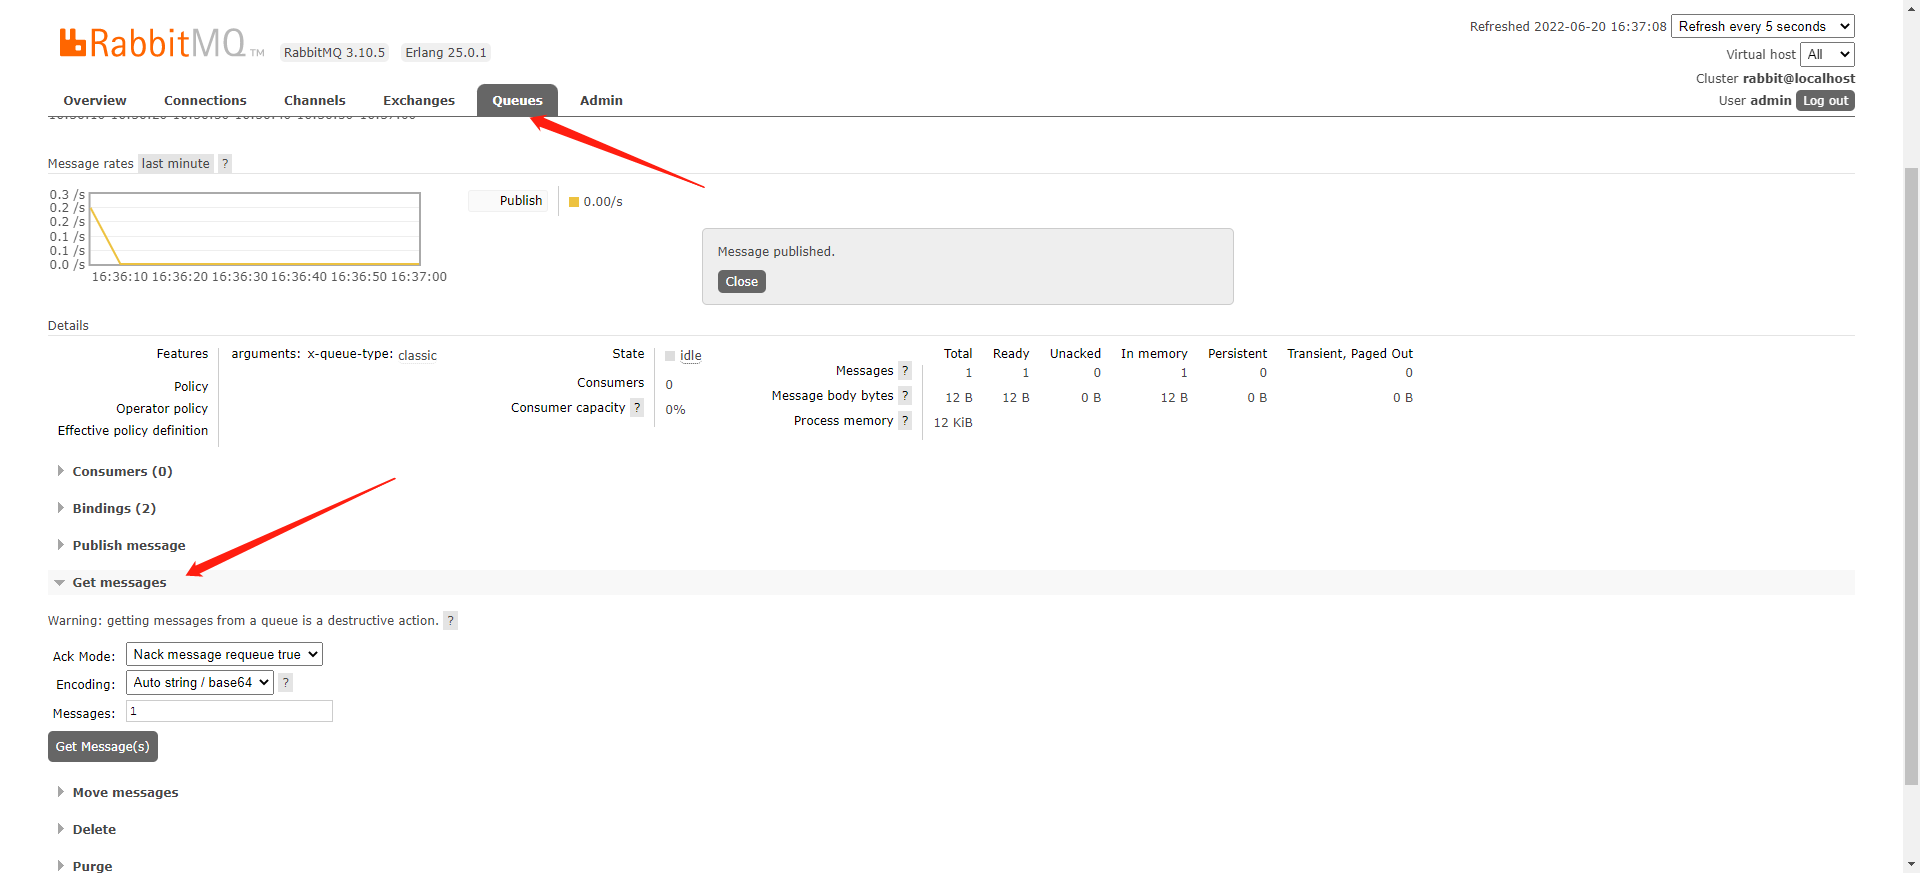 RabbitMQ TM RabbitMQ 3.10.5 Erlang 25.0.1
Refreshed 2022-06-20 16:37:08 Refresh every 5 seconds
Virtual host All
Cluster rabbit@localhost
User admin Log out
Overview Connections Channels Exchanges Queues Admin
Message rates last minute ?
0.3 /s
0.2 /s
0.2 /s
0.1 /s
0.1 /s
0.0 /s
16:36:10 16:36:20 16:36:30 16:36:40 16:36:50 16:37:00
Publish 0.00/s
Message published.
Close
Details
Features arguments: x-queue-type: classic
Policy
Operator policy
Effective policy definition
State idle
Consumers 0
Consumer capacity ? 0%
Total Ready Unacked In memory Persistent Transient, Paged Out
Messages ? 1 1 0 1 0 0
Message body bytes ? 12 B 12 B 0 B 12 B 0 B 0 B
Process memory ? 12 KiB
Consumers (0)
Bindings (2)
Publish message
Get messages
Warning: getting messages from a queue is a destructive action. ?
Ack Mode: Nack message requeue true
Encoding: Auto string / base64 ?
Messages: 1
Get Message(s)
Move messages
Delete
Purge